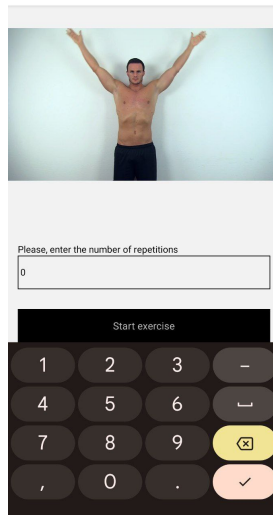 Please, enter the number of repetitions
0
Start exercise
1 2 3 –
4 5 6
7 8 9
, 0 .